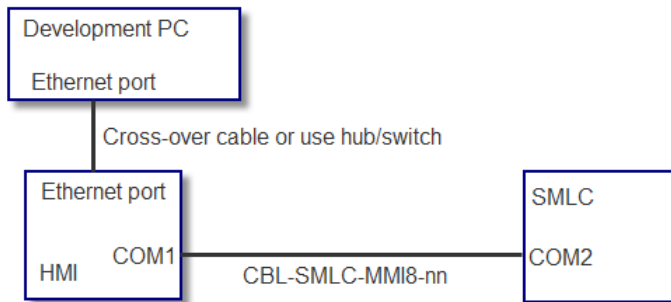 Development PC
Ethernet port
Cross-over cable or use hub/switch
Ethernet port
SMLC
COM1
COM2
HMI
CBL-SMLC-MMI8-nn